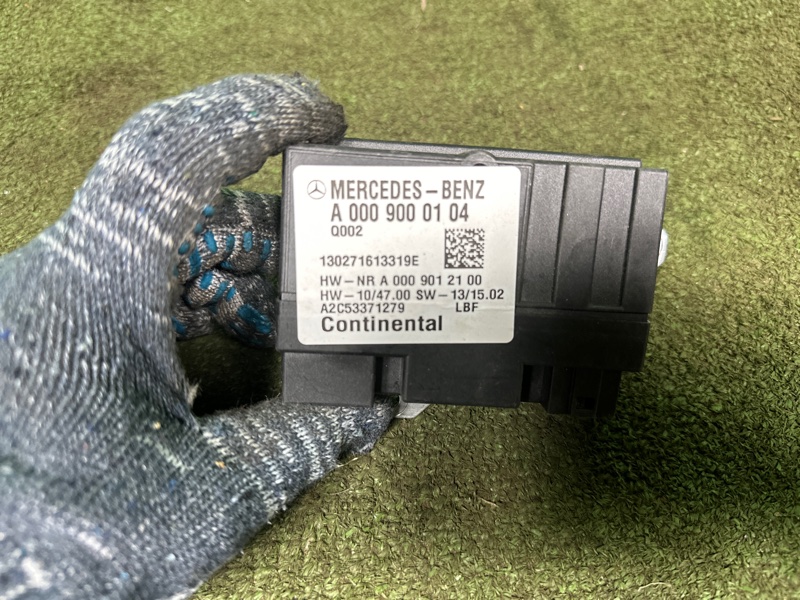 MERCEDES-BENZ
A 000 900 01 04
Q002
130271613319E
HW-NR A 000 901 21 00
HW-10/47.00 SW-13/15.02
A2C53371279 LBF
Continental